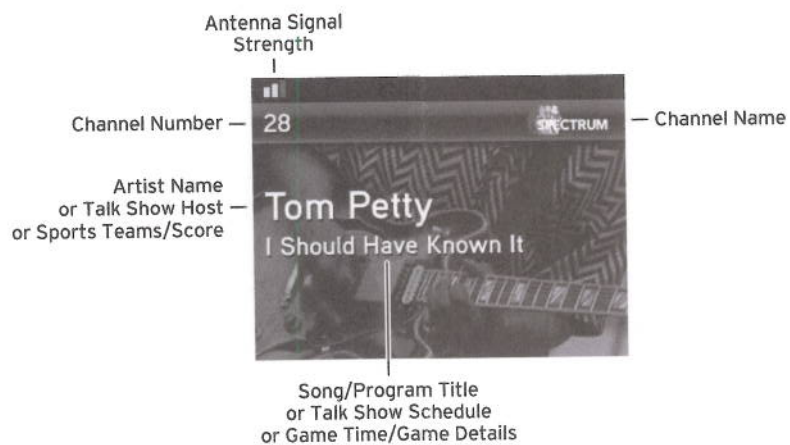 Antenna Signal
Strength
Channel Number
28
SPECTRUM
Channel Name
Artist Name
or Talk Show Host
or Sports Teams/Score
Tom Petty
I Should Have Known It
Song/Program Title
or Talk Show Schedule
or Game Time/Game Details